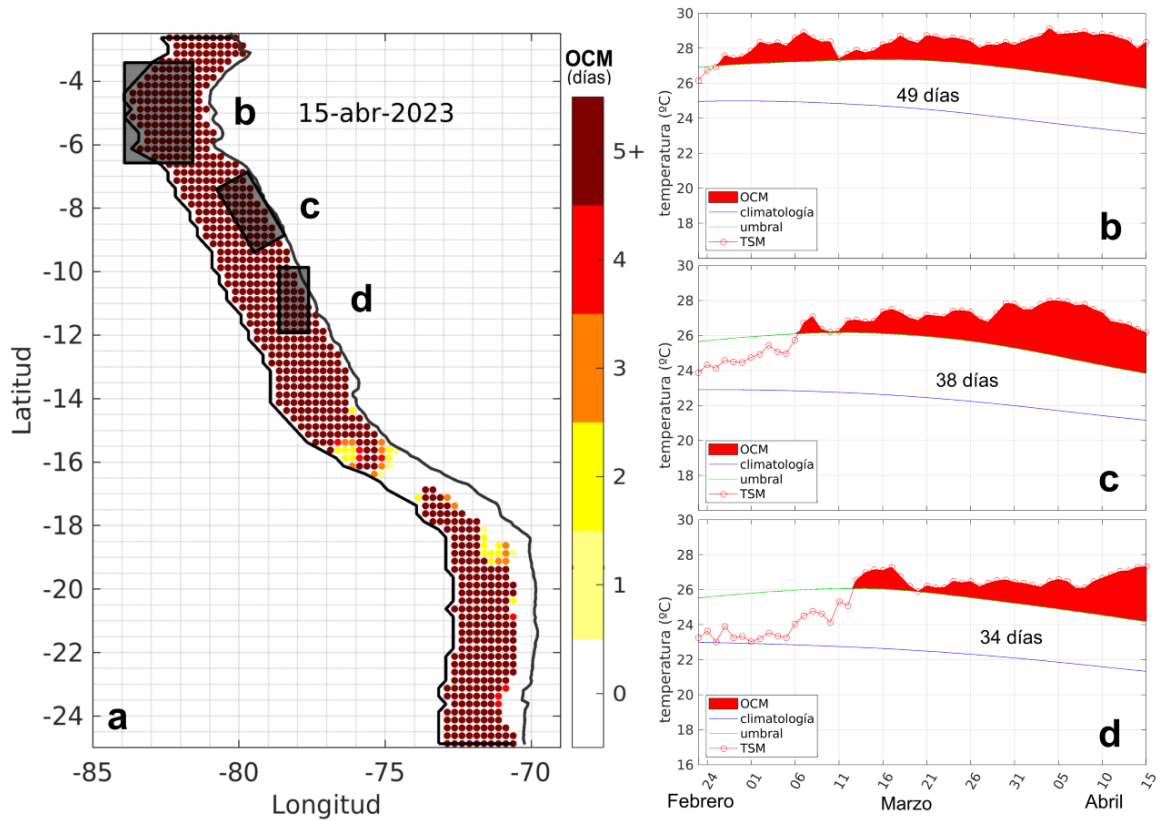 OCM
(días)
15-abr-2023
b
c
d
a
-4
-6
-8
-10
-12
-14
-16
-18
-20
-22
-24
Latitud
-85
-80
-75
-70
Longitud
5+
4
3
2
1
0
30
28
26
24
22
20
18
temperatura (ºC)
49 días
OCM
climatología
umbral
TSM
b
30
28
26
24
22
20
18
temperatura (ºC)
38 días
OCM
climatología
umbral
TSM
c
30
28
26
24
22
20
18
16
temperatura (ºC)
34 días
OCM
climatología
umbral
TSM
d
24
01
06
11
16
21
26
31
05
10
15
Febrero
Marzo
Abril